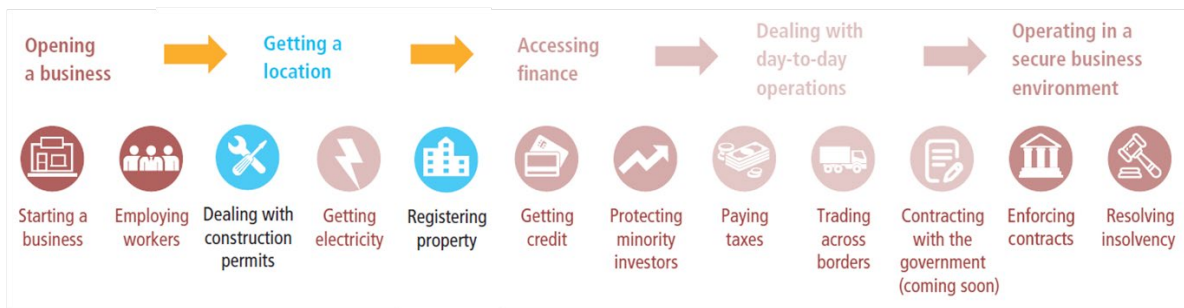 Opening
a business
Getting a
location
Accessing
finance
Dealing with
day-to-day
operations
Operating in a
secure business
environment
Starting a
business
Employing
workers
Dealing with
construction
permits
Getting
electricity
Registering
property
Getting
credit
Protecting
minority
investors
Paying
taxes
Trading
across
borders
Contracting
with the
government
(coming soon)
Enforcing
contracts
Resolving
insolvency